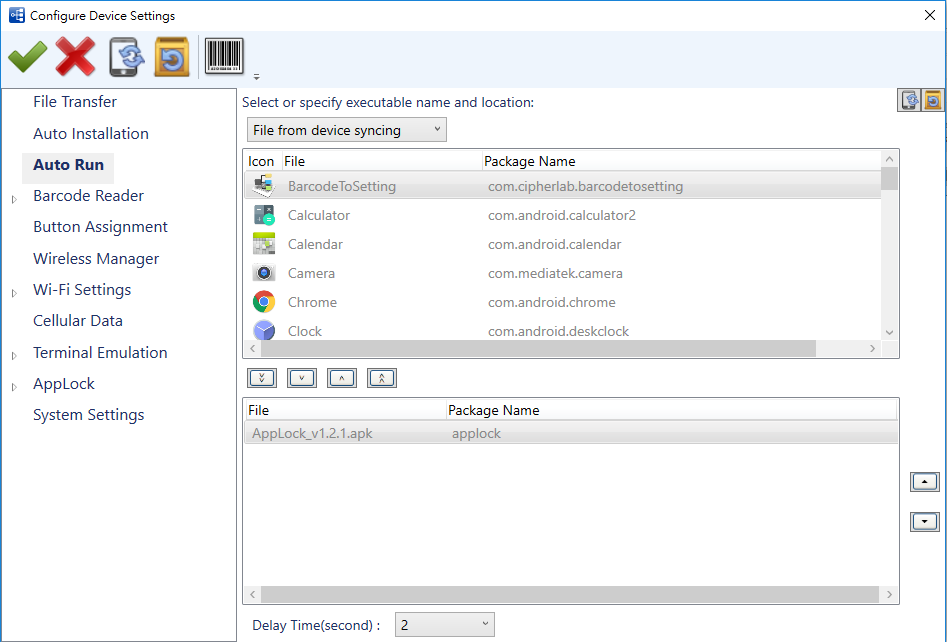 Configure Device Settings
File Transfer
Auto Installation
Auto Run
Barcode Reader
Button Assignment
Wireless Manager
Wi-Fi Settings
Cellular Data
Terminal Emulation
AppLock
System Settings
Select or specify executable name and location:
File from device syncing
Icon File Package Name
BarcodeToSetting com.cipherlab.barcodetosetting
Calculator com.android.calculator2
Calendar com.android.calendar
Camera com.mediatek.camera
Chrome com.android.chrome
Clock com.android.deskclock
File Package Name
AppLock_v1.2.1.apk applock
Delay Time(second) : 2